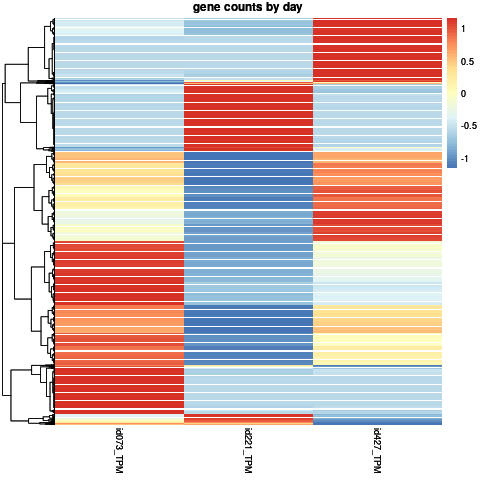 gene counts by day
1
0.5
0
-0.5
-1
id073_TPM
id221_TPM
id427_TPM